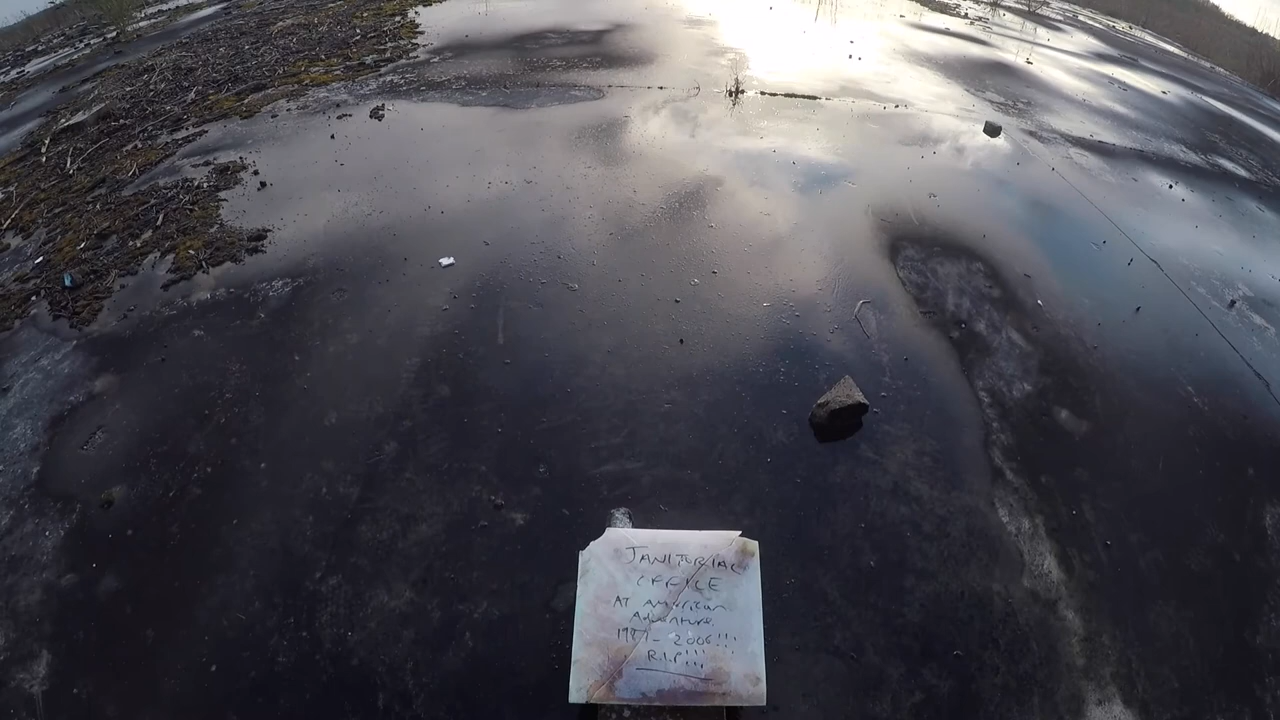 JANITORIAL
OFFICE
AT American
Adventure
1987 - 2006!!!
R.I.P!!!